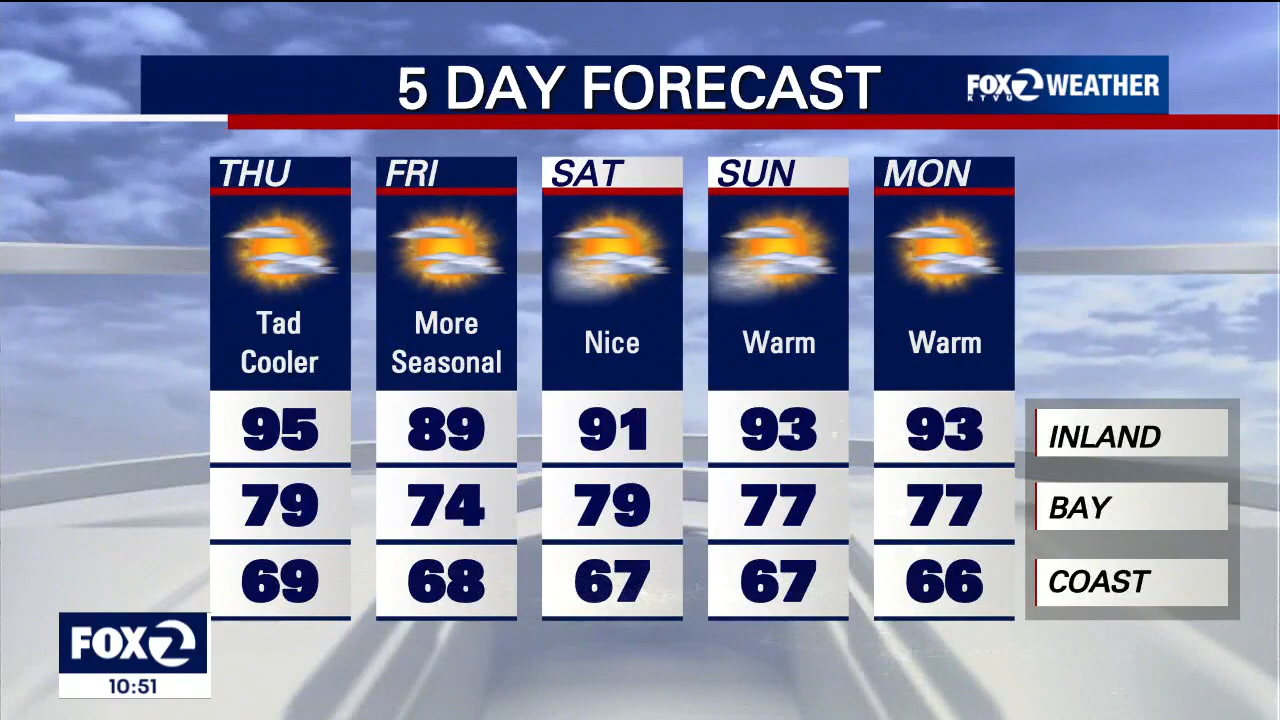 5 DAY FORECAST
FOX 2 WEATHER
KTVU
THU FRI SAT SUN MON
Tad Cooler
More Seasonal
Nice
Warm
Warm
95 89 91 93 93 INLAND
79 74 79 77 77 BAY
69 68 67 67 66 COAST
FOX 2
10:51